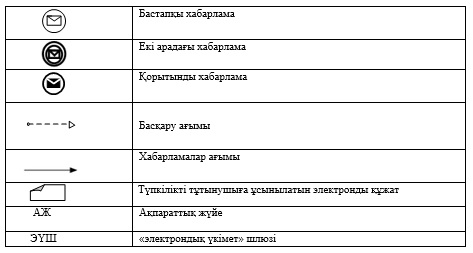 Бастапқы хабарлама
Екі арадағы хабарлама
Қорытынды хабарлама
Басқару ағымы
Хабарламалар ағымы
Түпкілікті тұтынушыға ұсынылатын электронды құжат
АЖ Ақпараттық жүйе
ЭҮШ «электрондық үкімет» шлюзі